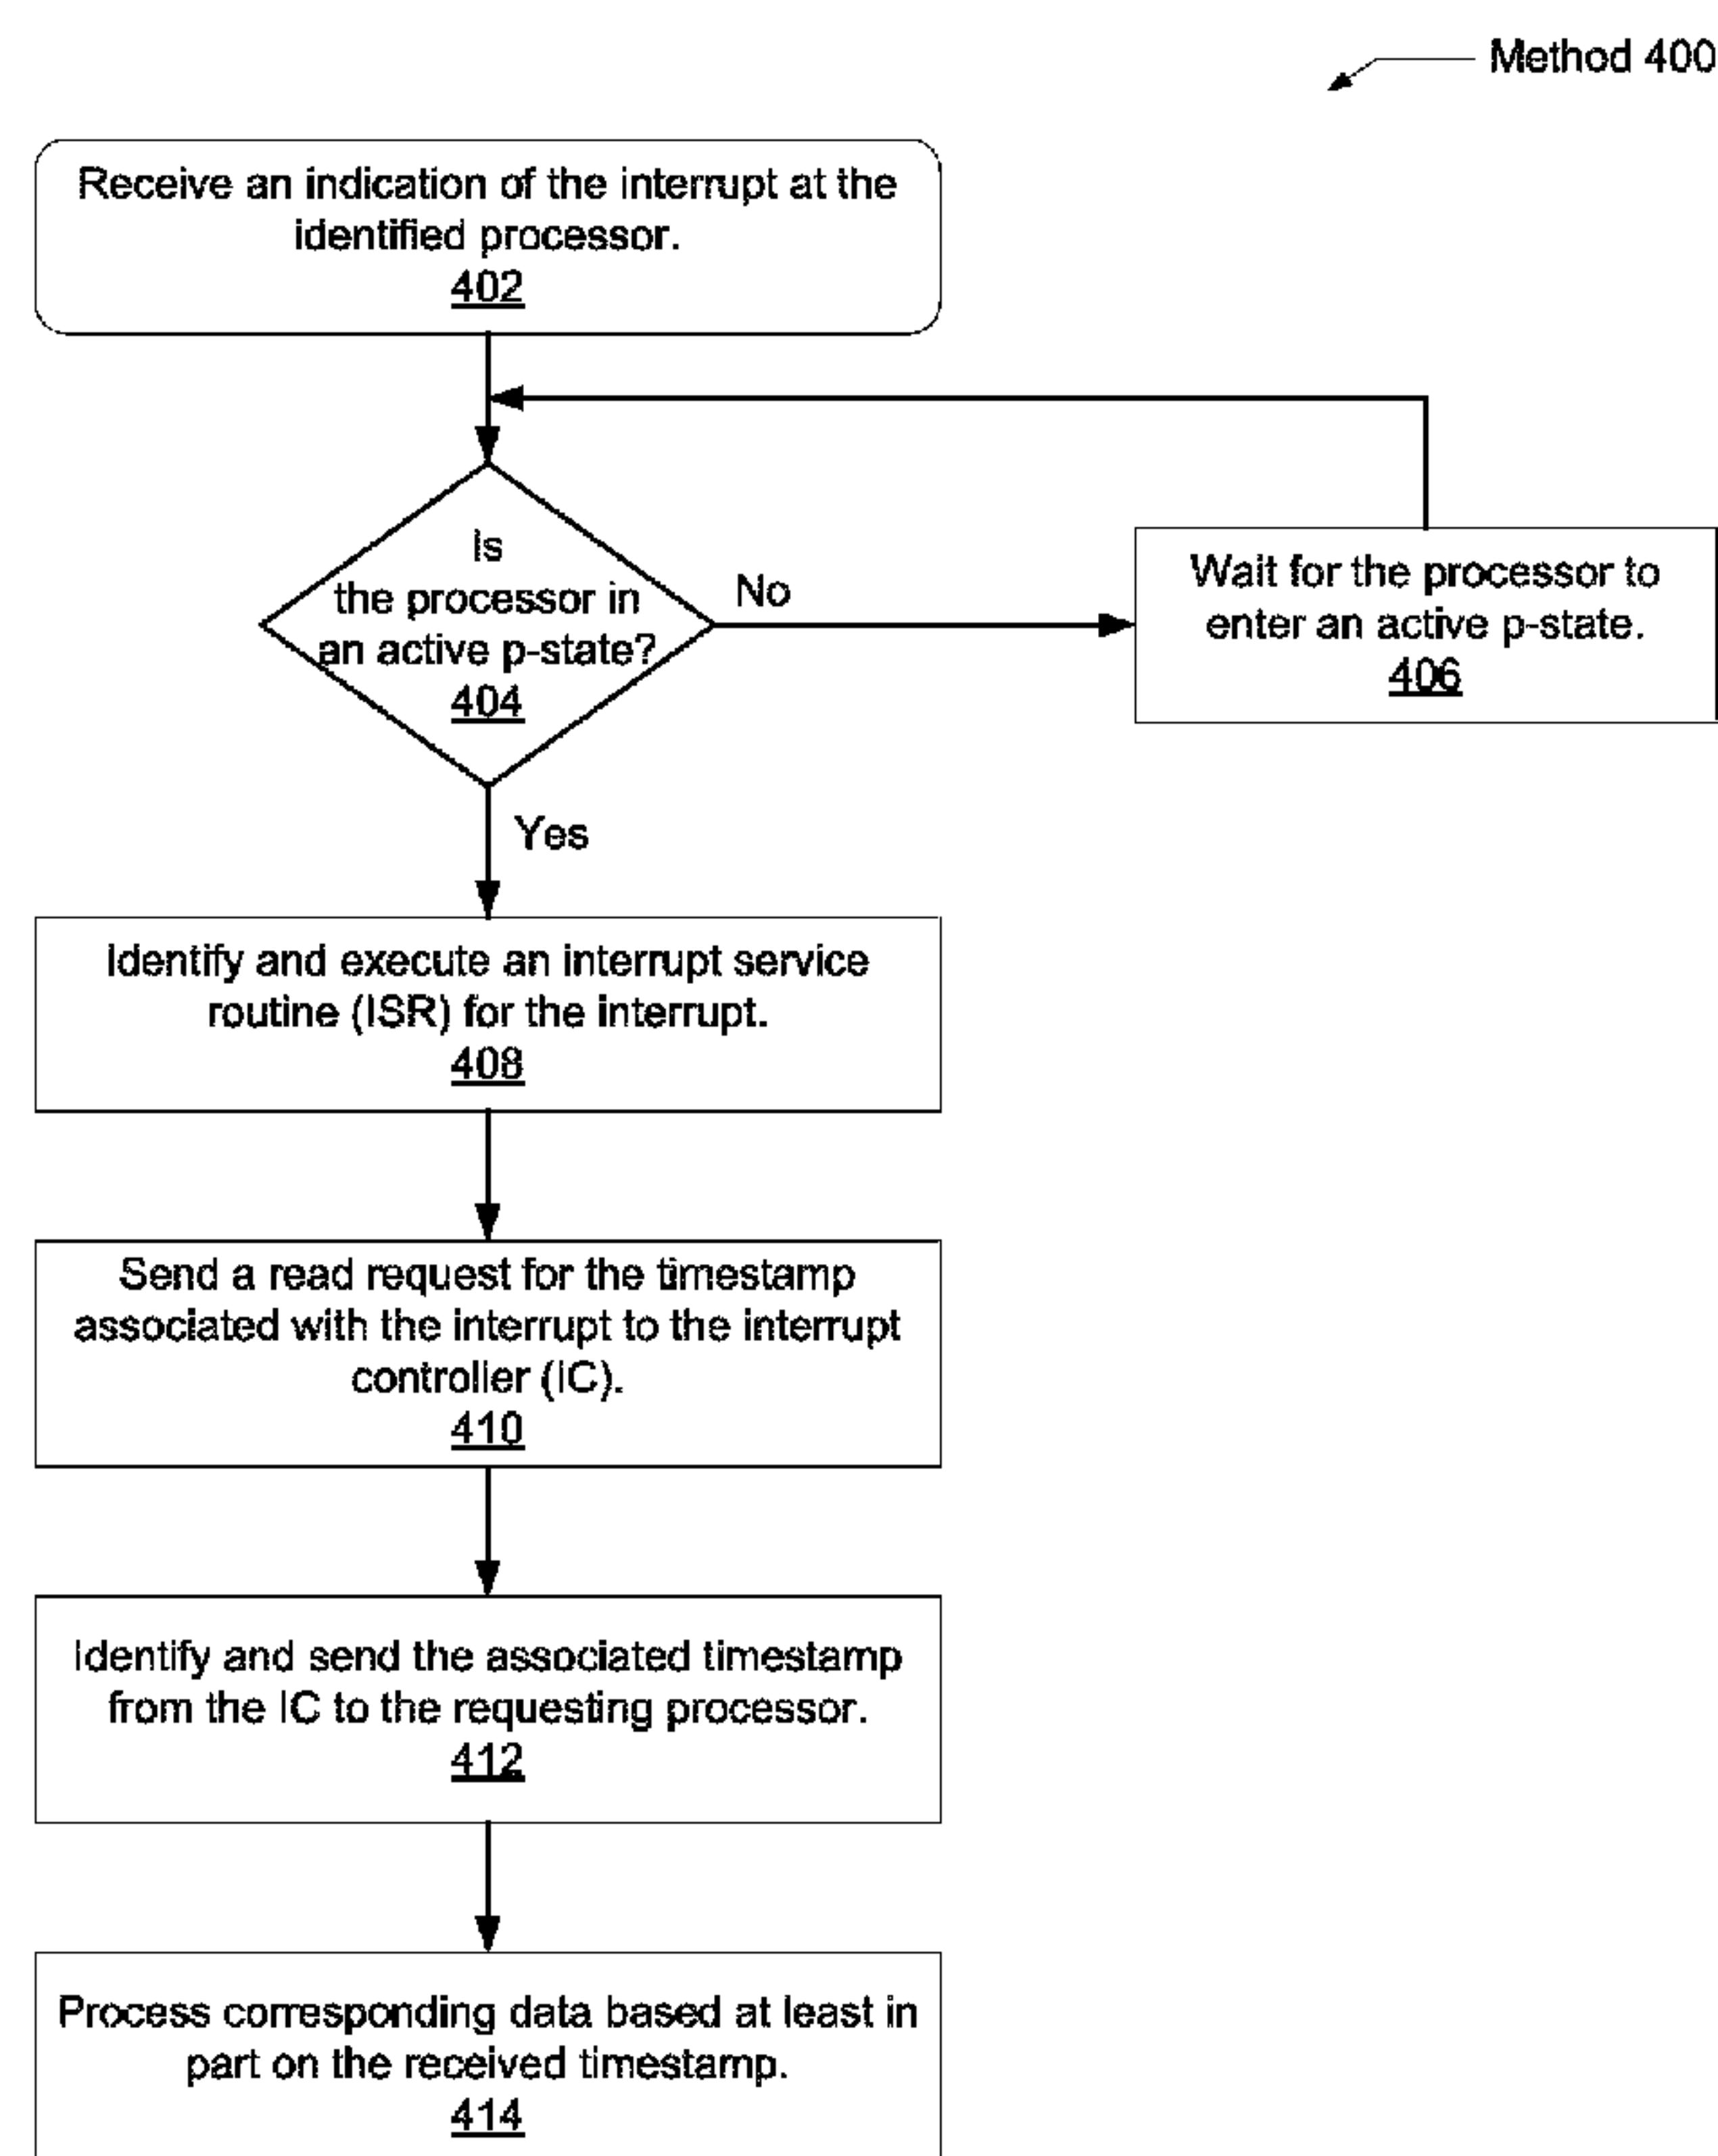 Method 400
Receive an indication of the interrupt at the
identified processor.
402
Is
the processor in
an active p-state?
404
No
Wait for the processor to
enter an active p-state.
406
Yes
Identify and execute an interrupt service
routine (ISR) for the interrupt.
408
Send a read request for the timestamp
associated with the interrupt to the interrupt
controller (IC).
410
Identify and send the associated timestamp
from the IC to the requesting processor.
412
Process corresponding data based at least in
part on the received timestamp.
414